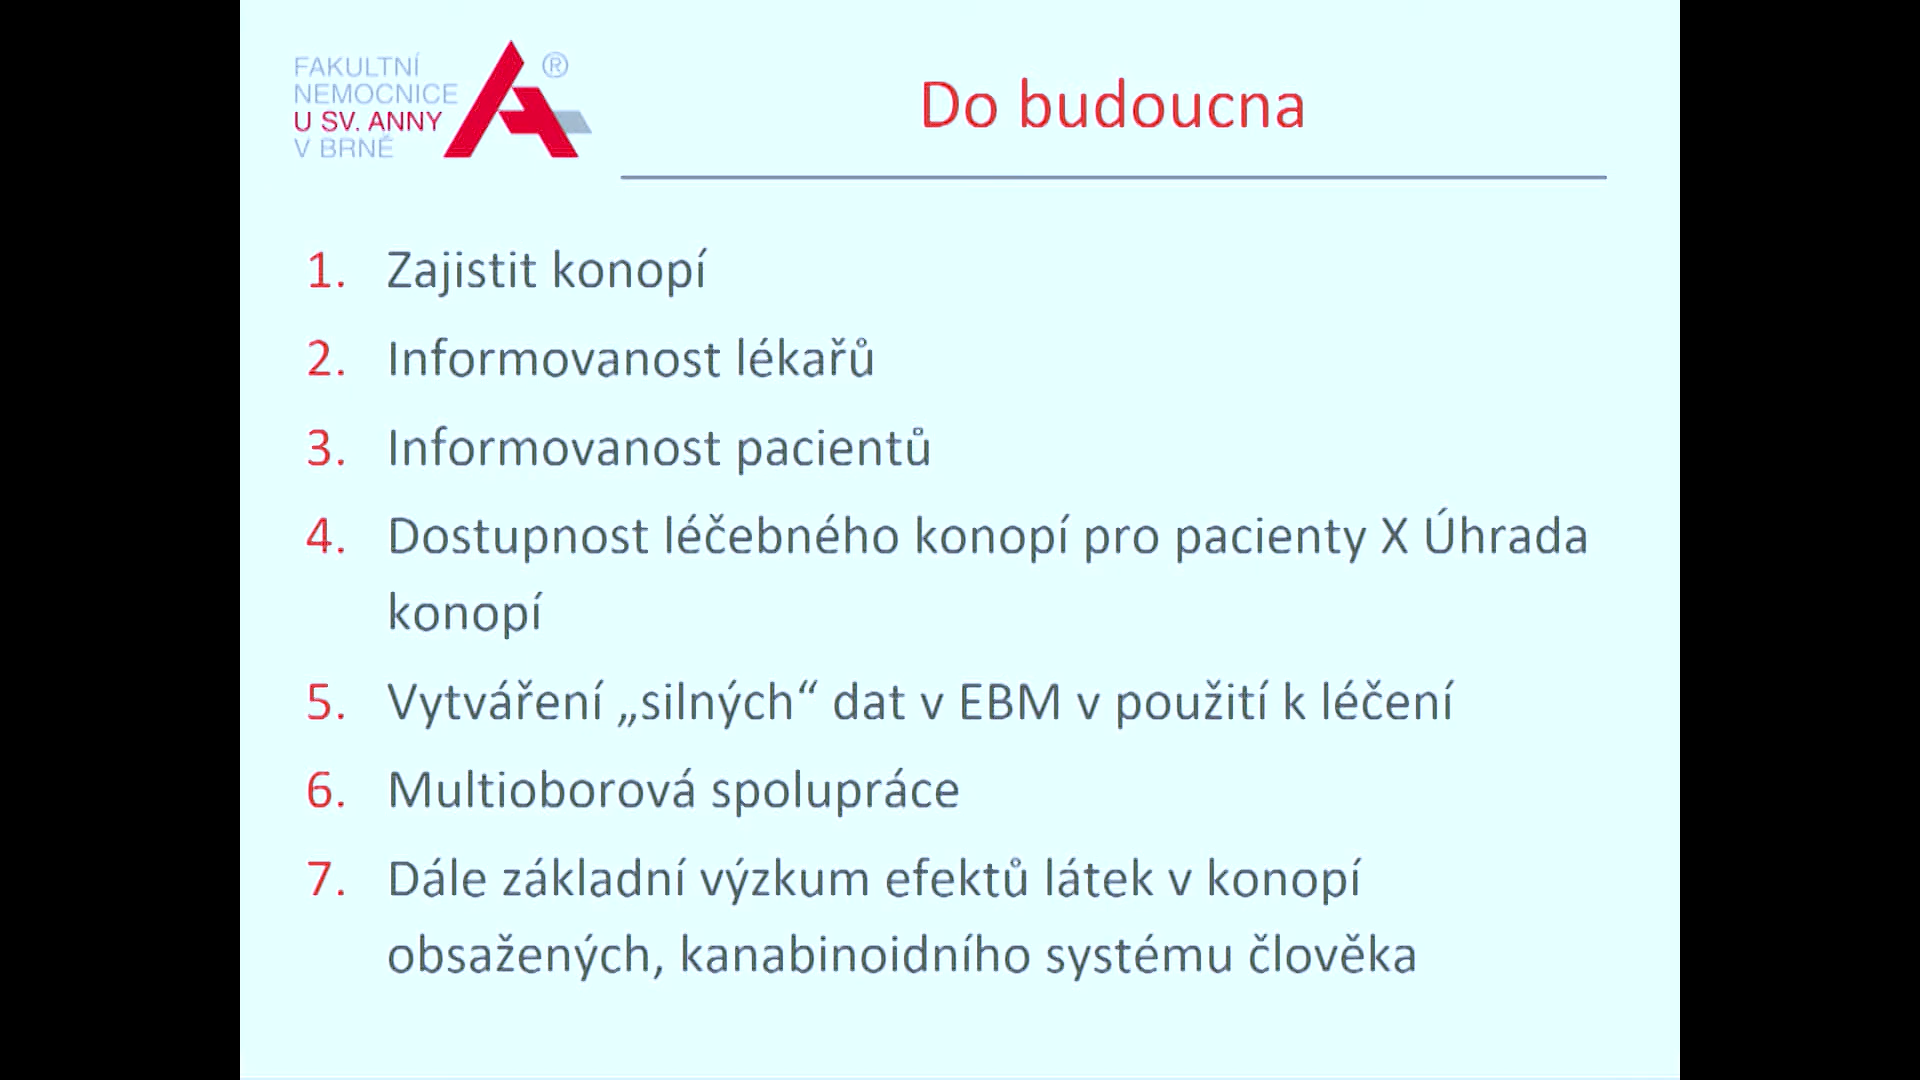 FAKULTNÍ
NEMOCNICE
U SV. ANNY
V BRNĚ
®
Do budoucna
1. Zajistit konopí
2. Informovanost lékařů
3. Informovanost pacientů
4. Dostupnost léčebného konopí pro pacienty X Úhrada
konopí
5. Vytváření „silných“ dat v EBM v použití k léčení
6. Multioborová spolupráce
7. Dále základní výzkum efektů látek v konopí
obsažených, kanabinoidního systému člověka